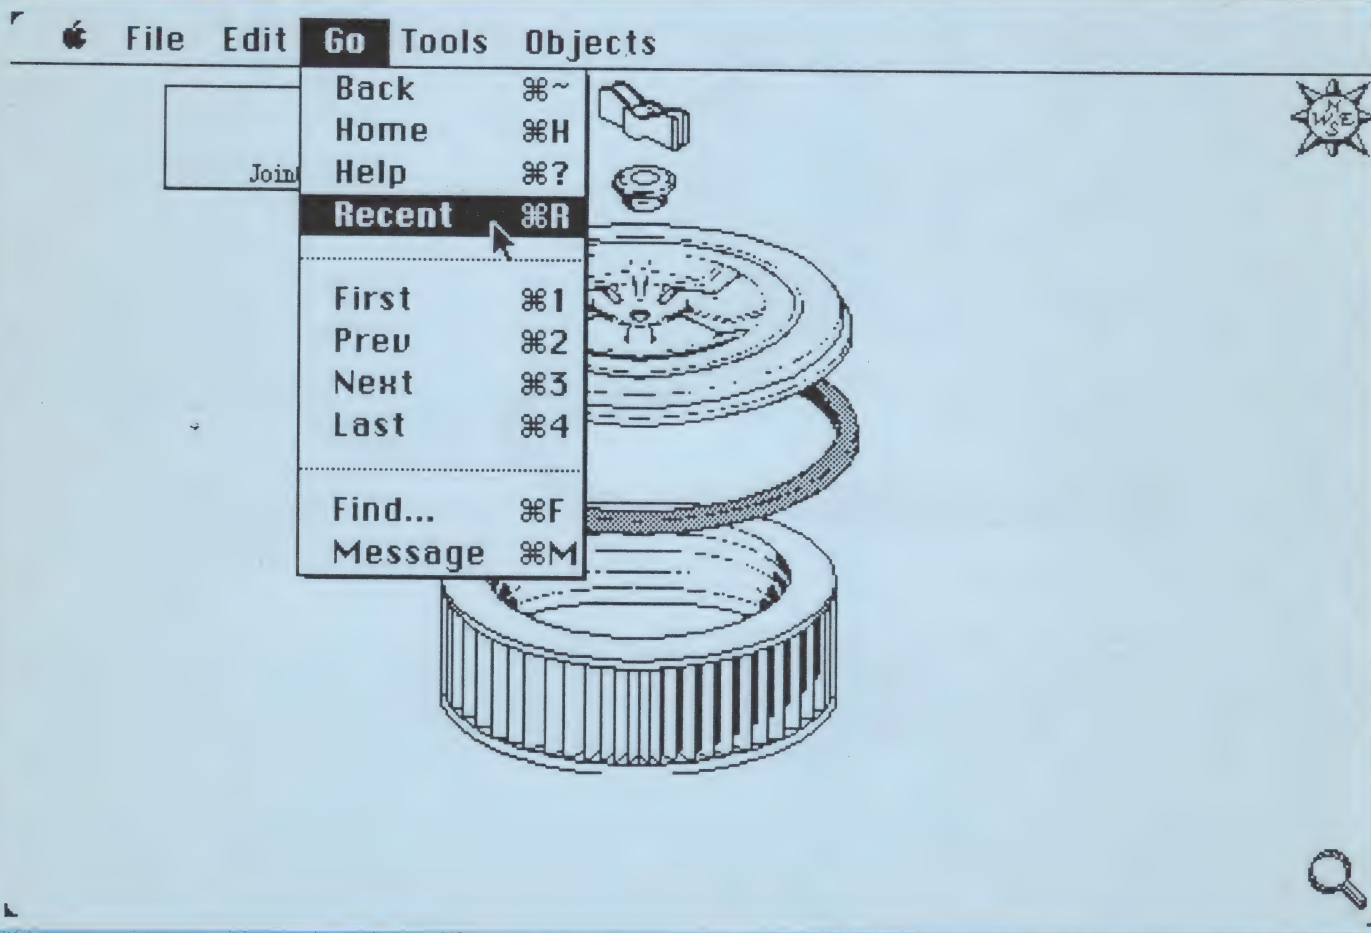 File Edit Go Tools Objects
Back ⌘~
Home ⌘H
Help ⌘?
Recent ⌘R
First ⌘1
Prev ⌘2
Next ⌘3
Last ⌘4
Find... ⌘F
Message ⌘M
N
W E
S